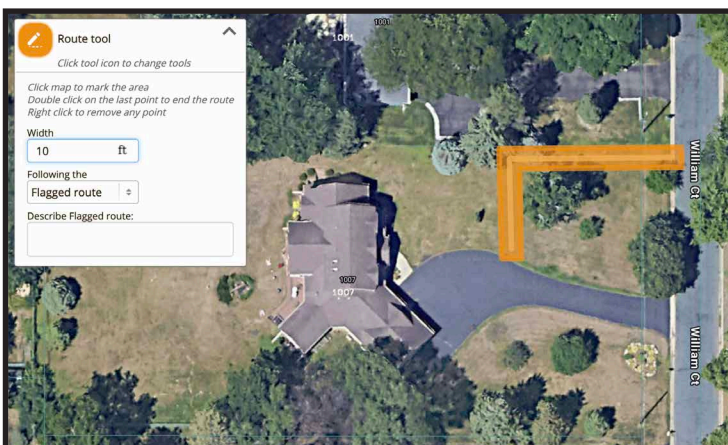 Route tool
Click tool icon to change tools
Click map to mark the area
Double click on the last point to end the route
Right click to remove any point
Width
10 ft
Following the
Flagged route
Describe Flagged route:
1001
1001
William Ct
1007
1007
William Ct